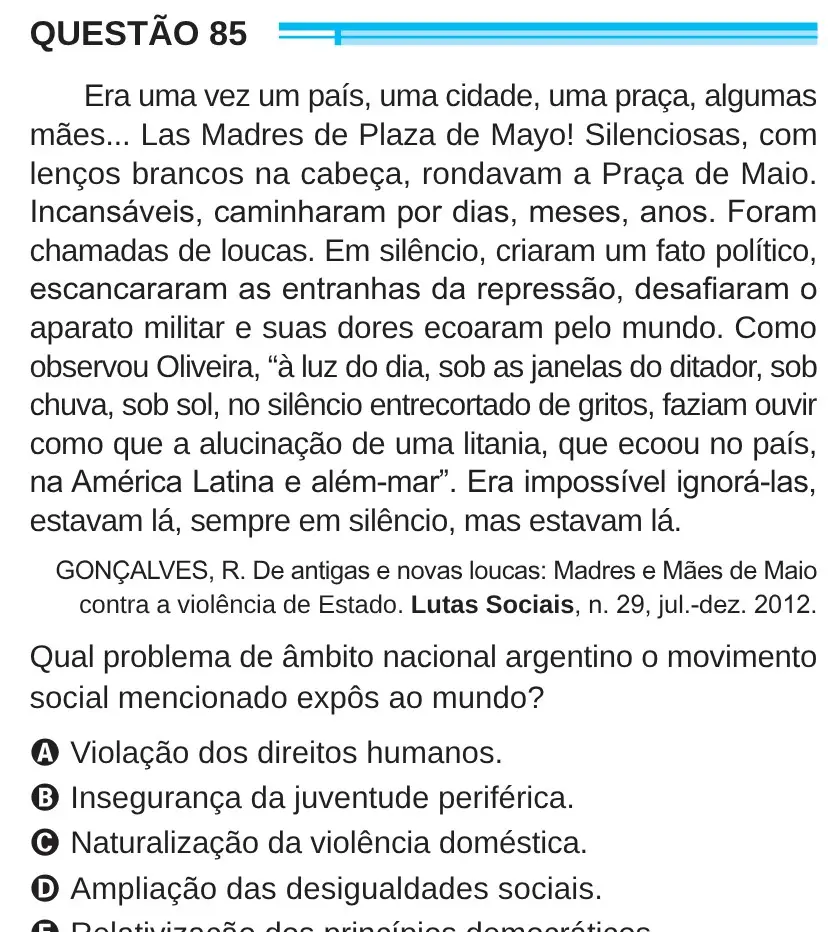 QUESTÃO 85
Era uma vez um país, uma cidade, uma praça, algumas
mães... Las Madres de Plaza de Mayo! Silenciosas, com
lenços brancos na cabeça, rondavam a Praça de Maio.
Incansáveis, caminharam por dias, meses, anos. Foram
chamadas de loucas. Em silêncio, criaram um fato político,
escancararam as entranhas da repressão, desafiaram o
aparato militar e suas dores ecoaram pelo mundo. Como
observou Oliveira, “à luz do dia, sob as janelas do ditador, sob
chuva, sob sol, no silêncio entrecortado de gritos, faziam ouvir
como que a alucinação de uma litania, que ecoou no país,
na América Latina e além-mar”. Era impossível ignorá-las,
estavam lá, sempre em silêncio, mas estavam lá.
GONÇALVES, R. De antigas e novas loucas: Madres e Mães de Maio
contra a violência de Estado. Lutas Sociais, n. 29, jul.-dez. 2012.
Qual problema de âmbito nacional argentino o movimento
social mencionado expôs ao mundo?
A Violação dos direitos humanos.
B Insegurança da juventude periférica.
C Naturalização da violência doméstica.
D Ampliação das desigualdades sociais.
E Relativização dos princípios democráticos.